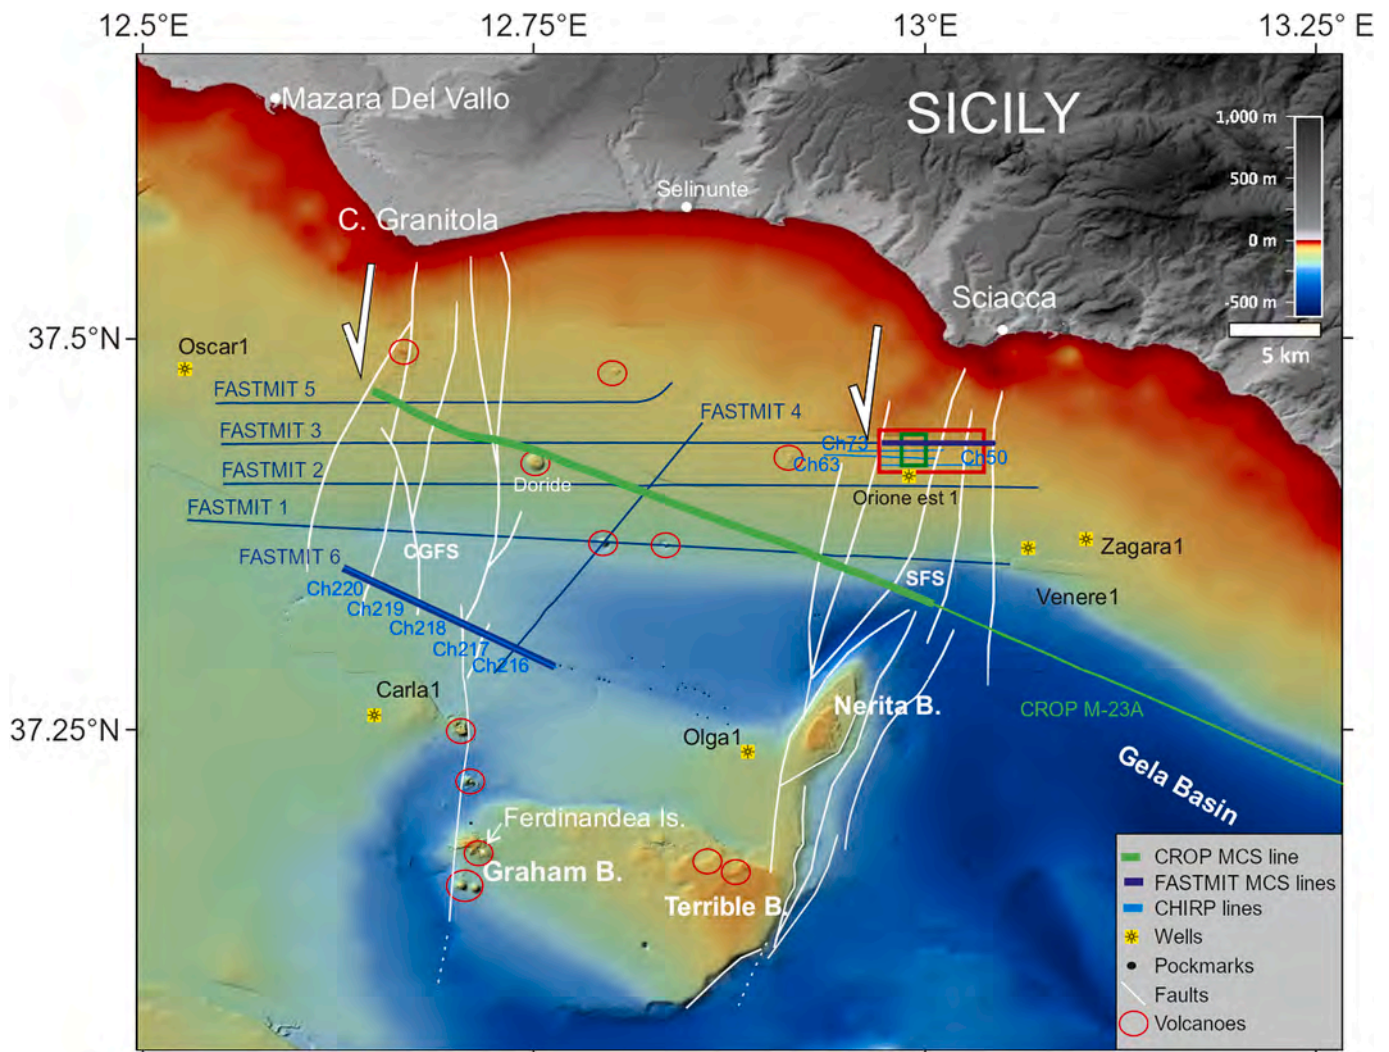 12.5°E
12.75°E
13°E
13.25°E
Mazara Del Vallo
SICILY
1,000 m
500 m
0 m
-500 m
5 km
Selinunte
C. Granitola
Sciacca
37.5°N
Oscar1
FASTMIT 5
FASTMIT 4
FASTMIT 3
Ch73
Ch63
Ch50
FASTMIT 2
Doride
Orione est 1
FASTMIT 1
CGFS
Zagara1
FASTMIT 6
SFS
Ch220
Venere1
Ch219
Ch218
Ch217
Ch216
Carla1
Nerita B.
CROP M-23A
37.25°N
Olga1
Gela Basin
Ferdinandea Is.
Graham B.
Terrible B.
CROP MCS line
FASTMIT MCS lines
CHIRP lines
Wells
Pockmarks
Faults
Volcanoes